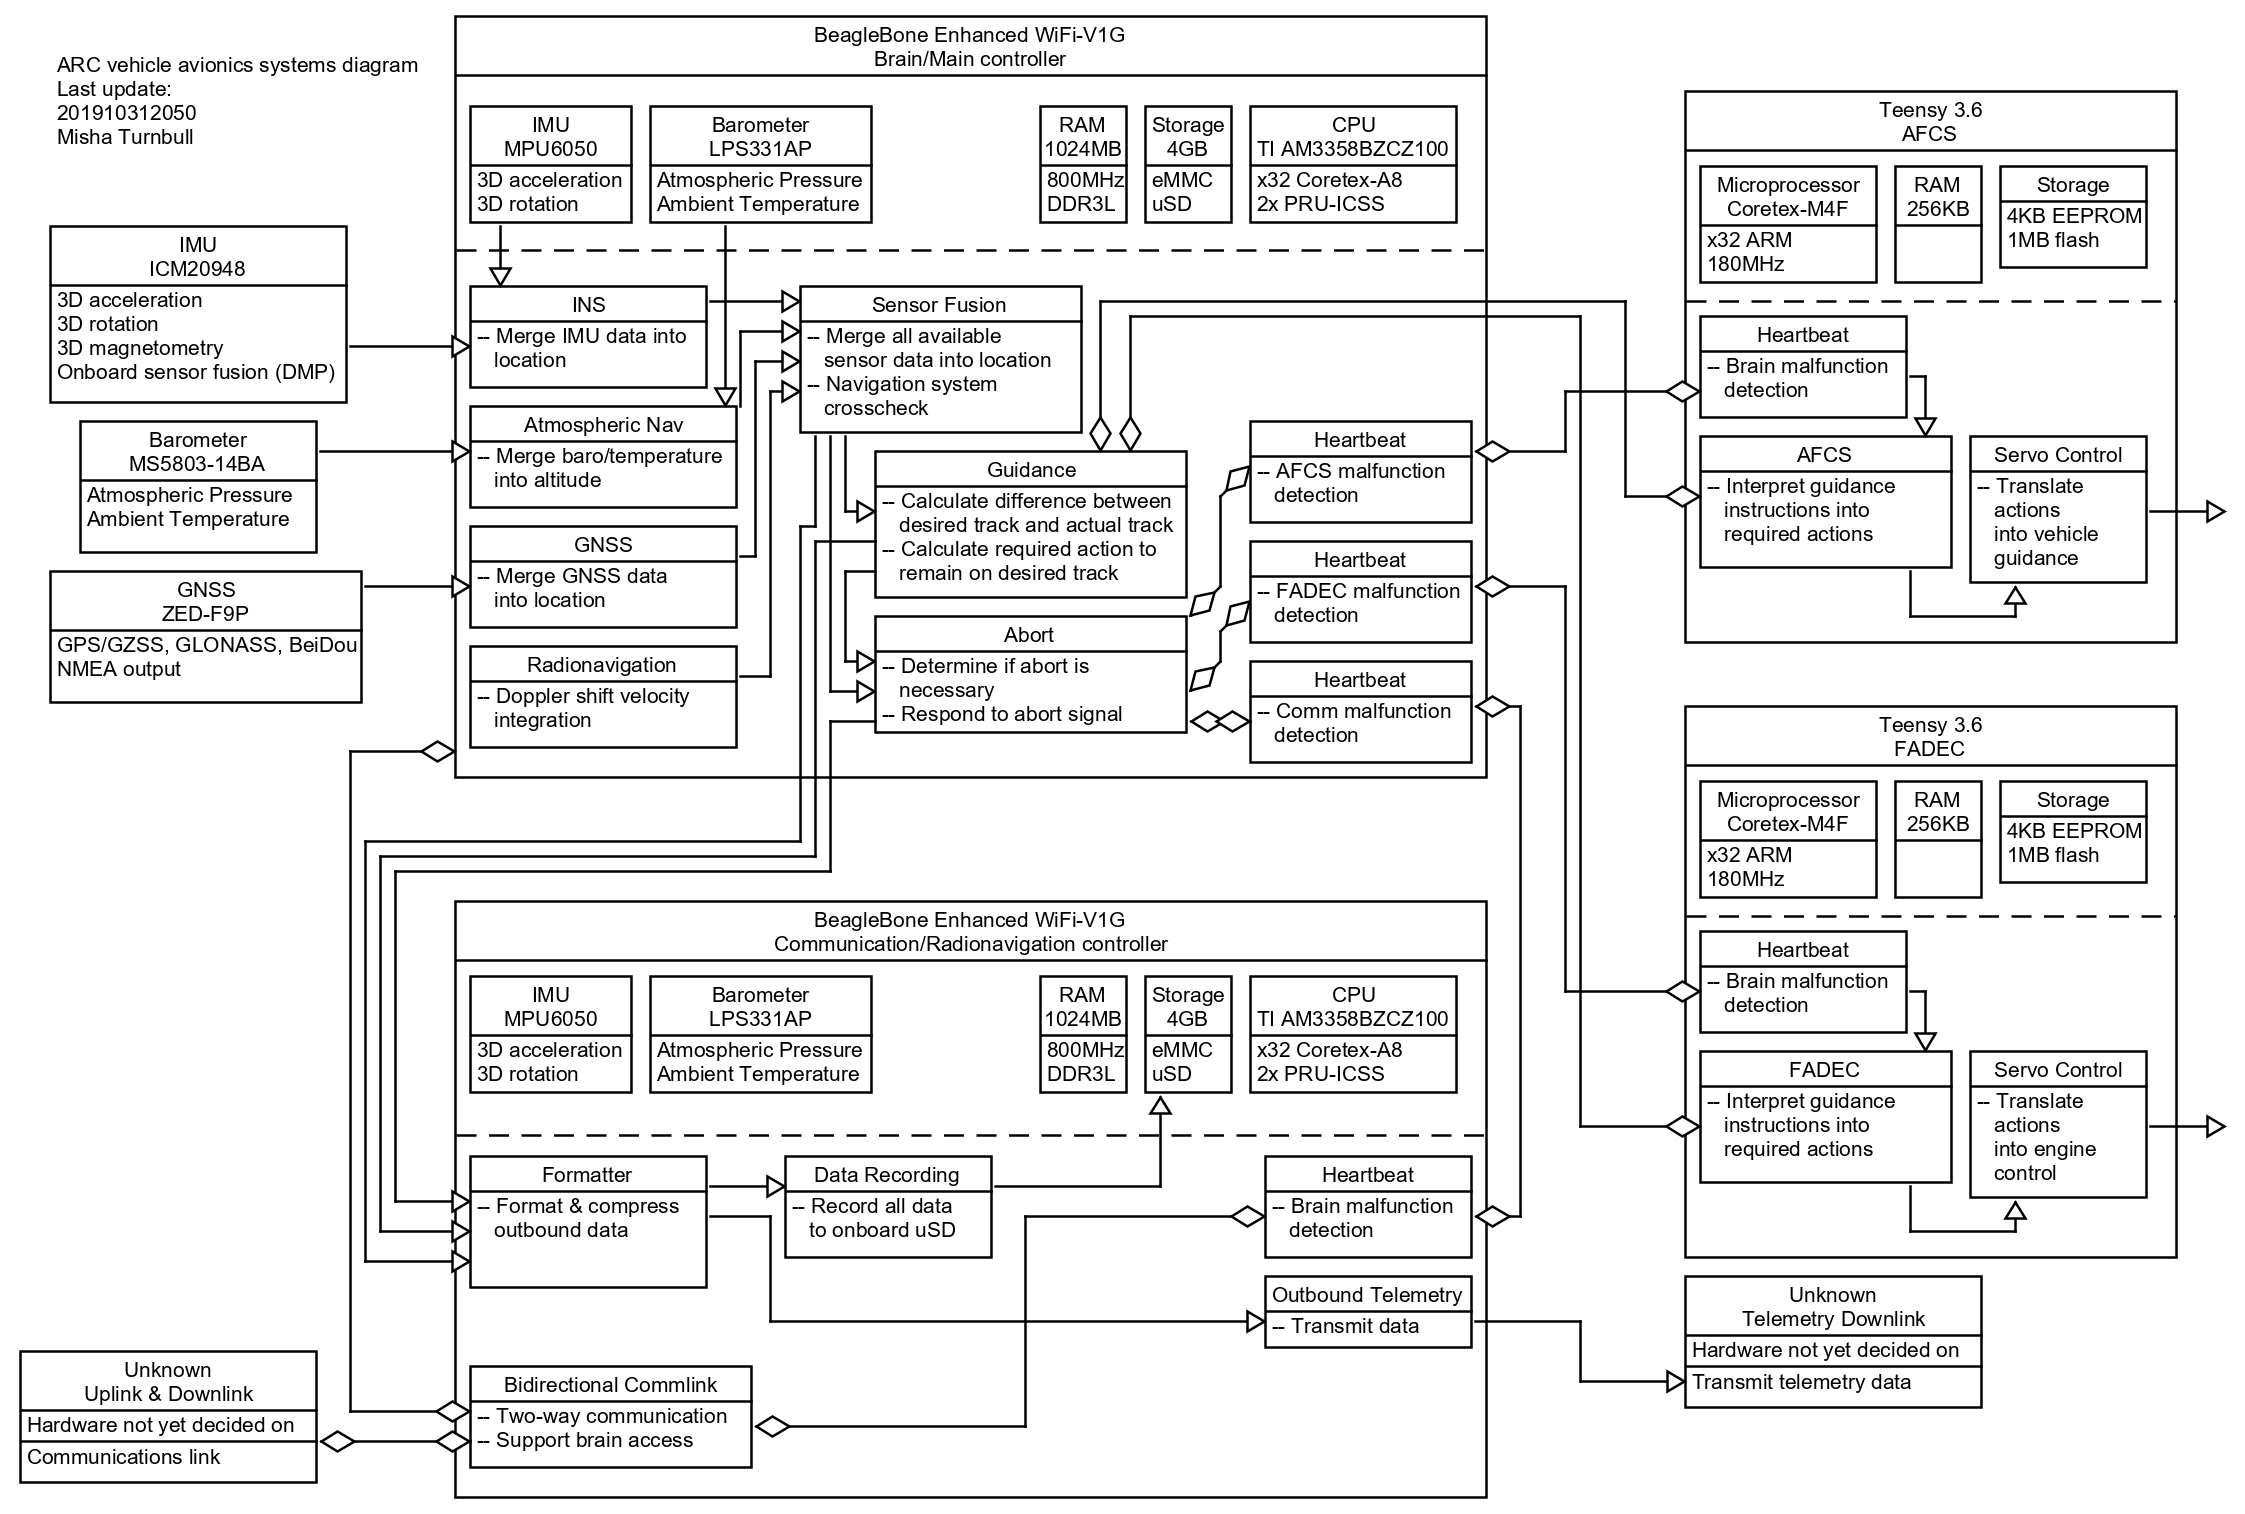 ARC vehicle avionics systems diagram
Last update:
201910312050
Misha Turnbull
BeagleBone Enhanced WiFi-V1G
Brain/Main controller
IMU
MPU6050
3D acceleration
3D rotation
Barometer
LPS331AP
Atmospheric Pressure
Ambient Temperature
RAM
1024MB
800MHz
DDR3L
Storage
4GB
eMMC
uSD
CPU
TI AM3358BZCZ100
x32 Coretex-A8
2x PRU-ICSS
IMU
ICM20948
3D acceleration
3D rotation
3D magnetometry
Onboard sensor fusion (DMP)
Barometer
MS5803-14BA
Atmospheric Pressure
Ambient Temperature
GNSS
ZED-F9P
GPS/GZSS, GLONASS, BeiDou
NMEA output
INS
-- Merge IMU data into
location
Atmospheric Nav
-- Merge baro/temperature
into altitude
GNSS
-- Merge GNSS data
into location
Radionavigation
-- Doppler shift velocity
integration
Sensor Fusion
-- Merge all available
sensor data into location
-- Navigation system
crosscheck
Guidance
-- Calculate difference between
desired track and actual track
-- Calculate required action to
remain on desired track
Abort
-- Determine if abort is
necessary
-- Respond to abort signal
Heartbeat
-- AFCS malfunction
detection
Heartbeat
-- FADEC malfunction
detection
Heartbeat
-- Comm malfunction
detection
Teensy 3.6
AFCS
Microprocessor
Coretex-M4F
x32 ARM
180MHz
RAM
256KB
Storage
4KB EEPROM
1MB flash
Heartbeat
-- Brain malfunction
detection
AFCS
-- Interpret guidance
instructions into
required actions
Servo Control
-- Translate
actions
into vehicle
guidance
Teensy 3.6
FADEC
Microprocessor
Coretex-M4F
x32 ARM
180MHz
RAM
256KB
Storage
4KB EEPROM
1MB flash
Heartbeat
-- Brain malfunction
detection
FADEC
-- Interpret guidance
instructions into
required actions
Servo Control
-- Translate
actions
into engine
control
BeagleBone Enhanced WiFi-V1G
Communication/Radionavigation controller
IMU
MPU6050
3D acceleration
3D rotation
Barometer
LPS331AP
Atmospheric Pressure
Ambient Temperature
RAM
1024MB
800MHz
DDR3L
Storage
4GB
eMMC
uSD
CPU
TI AM3358BZCZ100
x32 Coretex-A8
2x PRU-ICSS
Formatter
-- Format & compress
outbound data
Data Recording
-- Record all data
to onboard uSD
Heartbeat
-- Brain malfunction
detection
Outbound Telemetry
-- Transmit data
Bidirectional Commlink
-- Two-way communication
-- Support brain access
Unknown
Uplink & Downlink
Hardware not yet decided on
Communications link
Unknown
Telemetry Downlink
Hardware not yet decided on
Transmit telemetry data